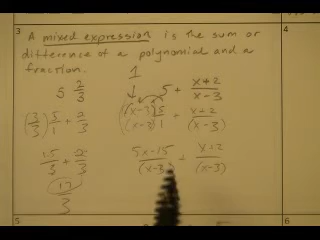 3
4
A mixed expression is the sum or
difference of a polynomial and a
fraction.
1
5 2/3
5 + x+2/x-3
(3/3) 5/1 + 2/3
(x-3)/(x-3) 5/1 + x+2/(x-3)
15/3 + 2/3
5x-15/(x-3) + x+2/(x-3)
17/3
5
6